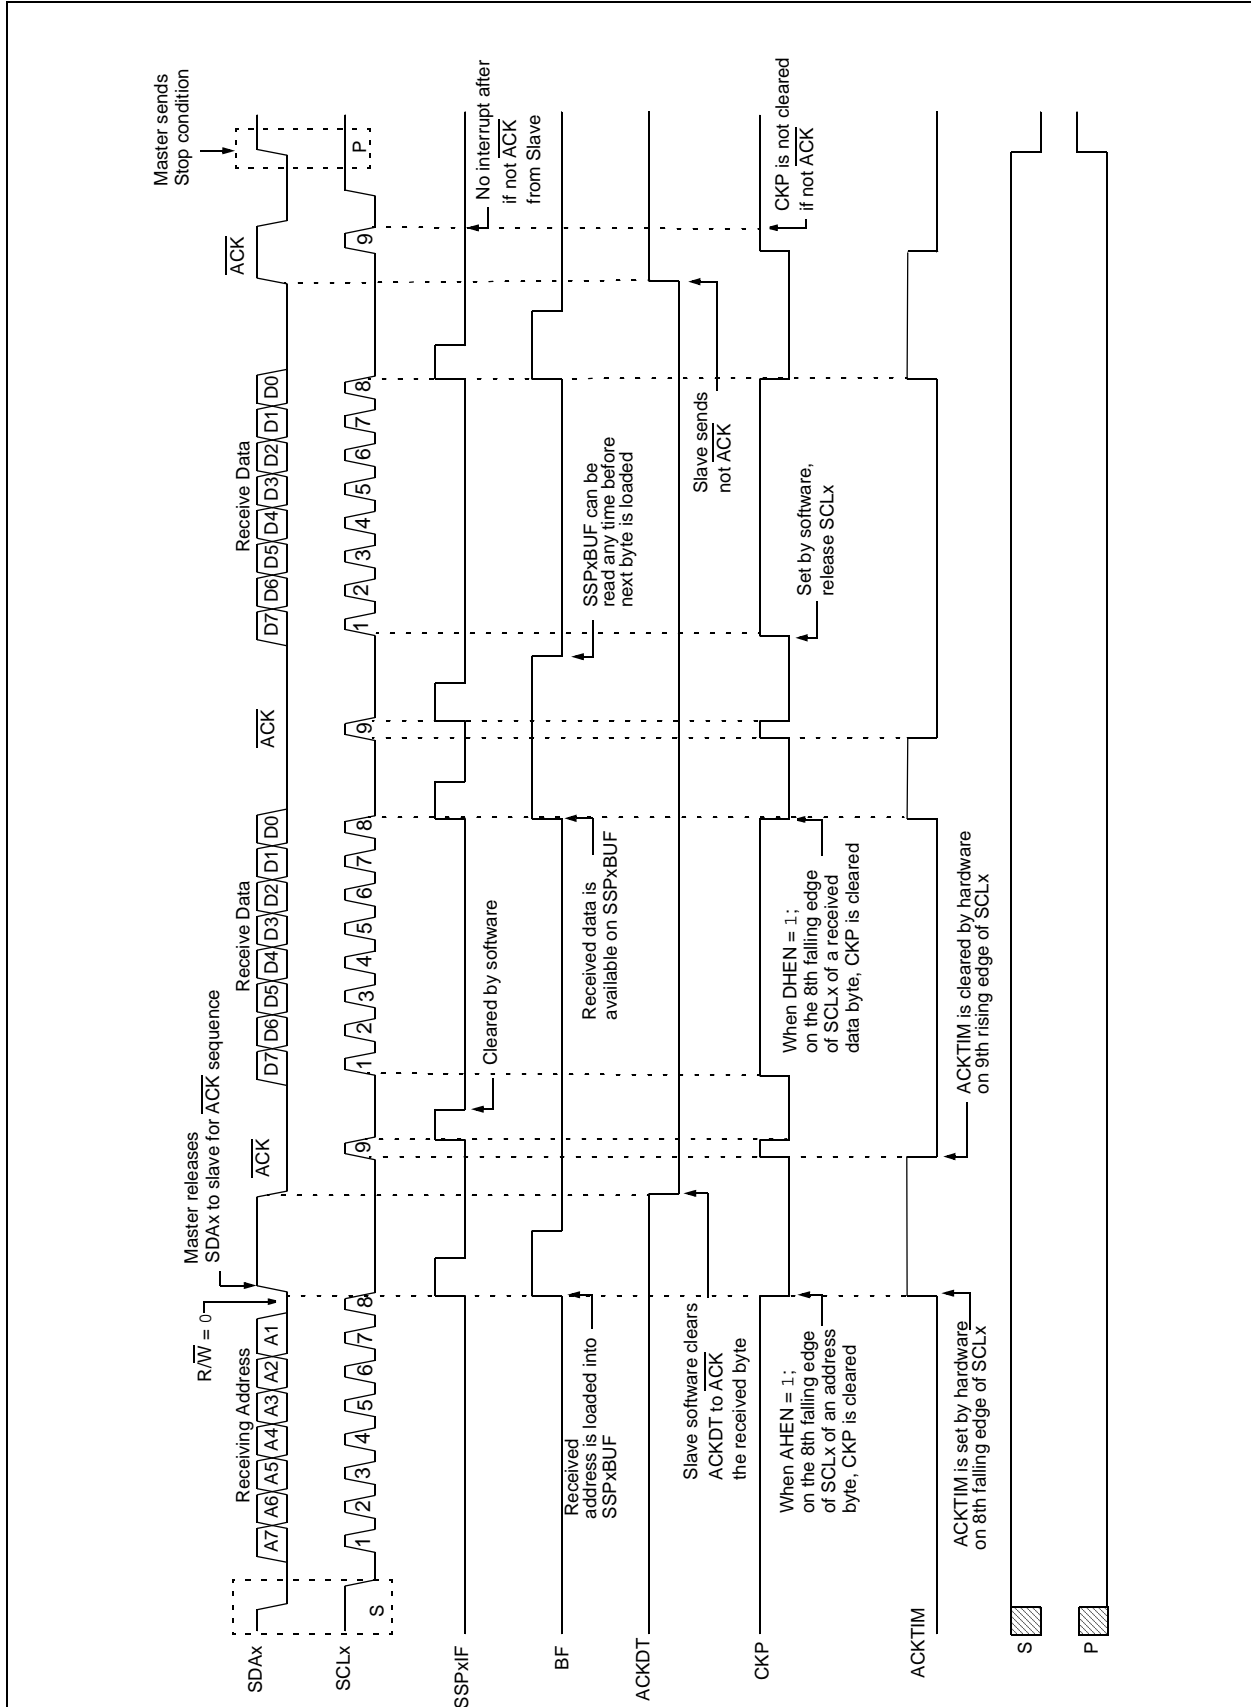 Master sends
Stop condition
Master releases
SDAx to slave for ACK sequence
R/W = 0
Receiving Address
ACK
Receive Data
ACK
Receive Data
ACK
SDAx
A7 A6 A5 A4 A3 A2 A1
D7 D6 D5 D4 D3 D2 D1 D0
D7 D6 D5 D4 D3 D2 D1 D0
SCLx
S
1 2 3 4 5 6 7 8 9
1 2 3 4 5 6 7 8 9
1 2 3 4 5 6 7 8 9
P
SSPxIF
Cleared by software
No interrupt after
if not ACK
from Slave
BF
Received
address is loaded into
SSPxBUF
Received data is
available on SSPxBUF
SSPxBUF can be
read any time before
next byte is loaded
ACKDT
Slave software clears
ACKDT to ACK
the received byte
Slave sends
not ACK
CKP
When AHEN = 1;
on the 8th falling edge
of SCLx of an address
byte, CKP is cleared
When DHEN = 1;
on the 8th falling edge
of SCLx of a received
data byte, CKP is cleared
Set by software,
release SCLx
CKP is not cleared
if not ACK
ACKTIM
ACKTIM is set by hardware
on 8th falling edge of SCLx
ACKTIM is cleared by hardware
on 9th rising edge of SCLx
S
P